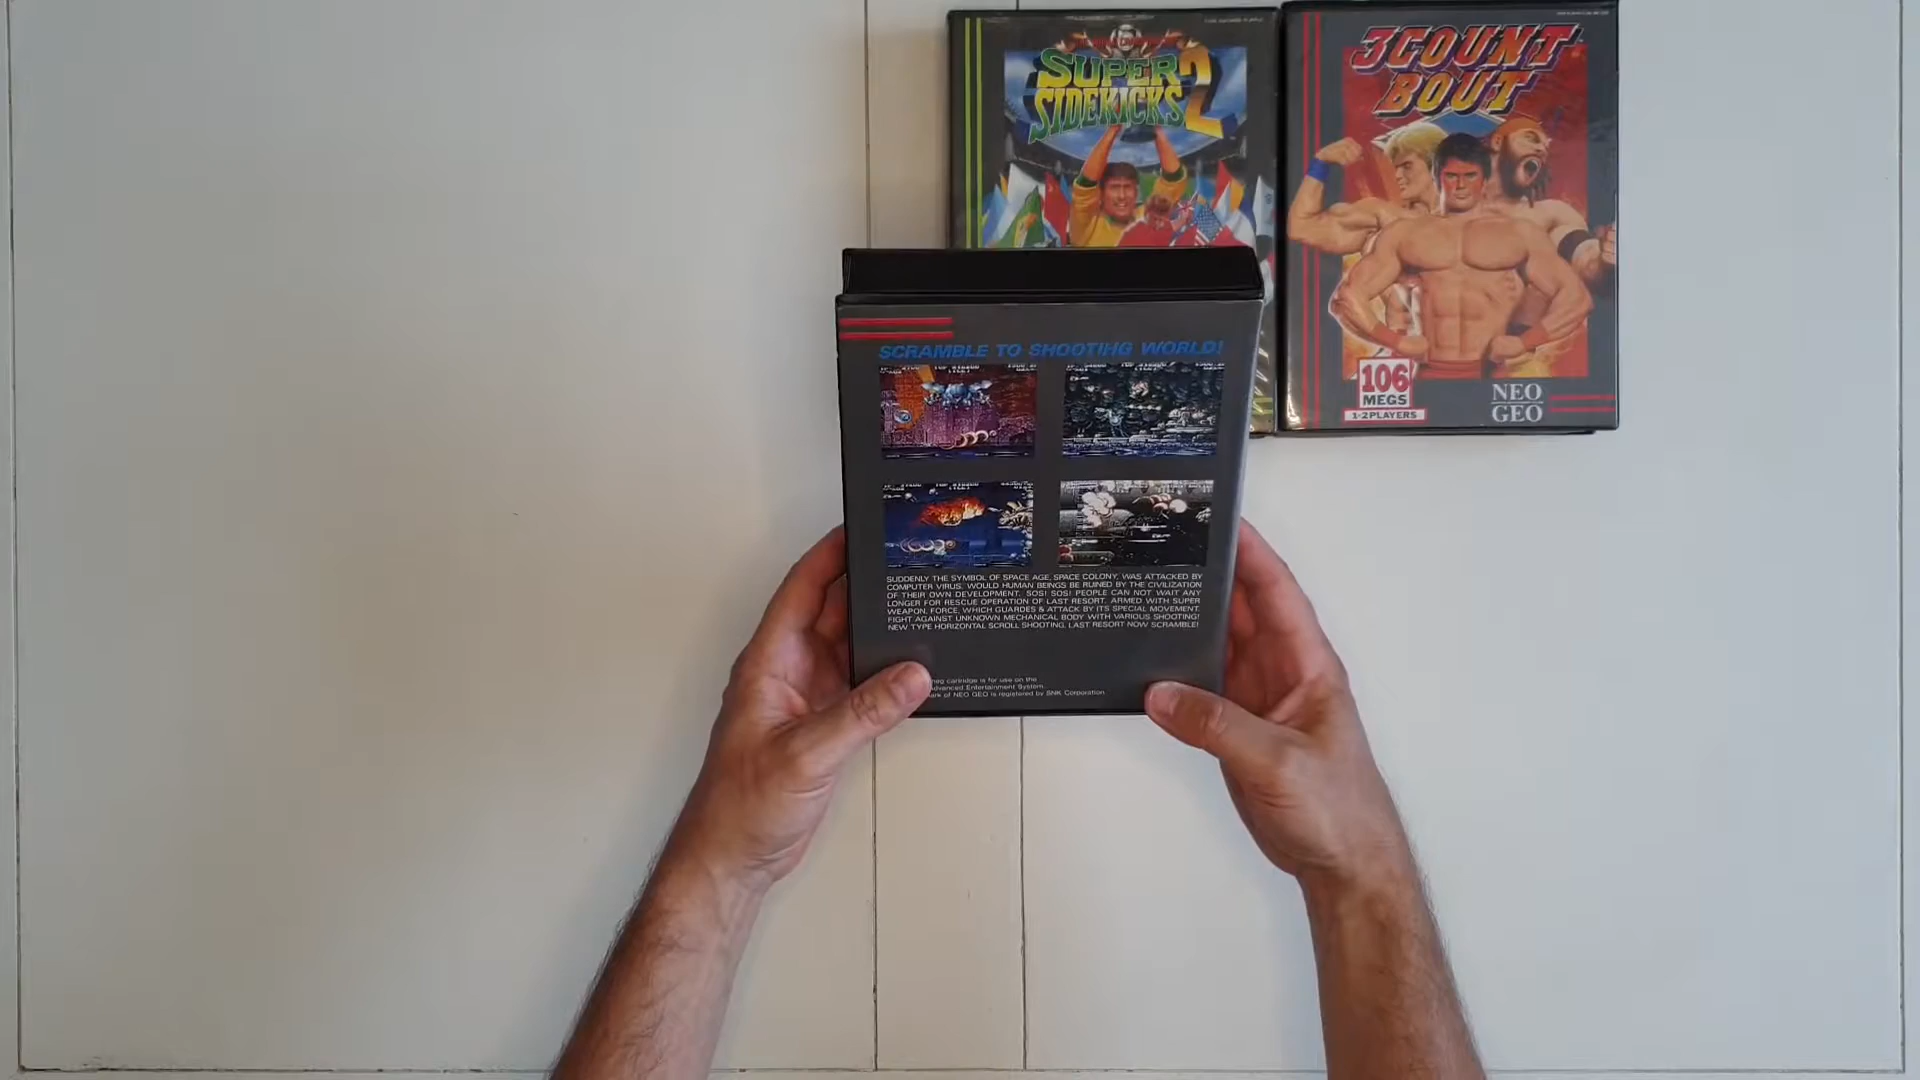 SUPER
SIDEKICKS 2
3 COUNT
BOUT
106
MEGS
1-2 PLAYERS
NEO
GEO
SCRAMBLE TO SHOOTIHG WORLD!
SUDDENLY THE SYMBOL OF SPACE AGE, SPACE COLONY, WAS ATTACKED BY
COMPUTER VIRUS. WOULD HUMAN BEINGS BE RUINED BY THE CIVILIZATION
OF THEIR OWN DEVELOPMENT. SOS! SOS! PEOPLE CAN NOT WAIT ANY
LONGER FOR RESCUE OPERATION OF LAST RESORT. ARMED WITH SUPER
WEAPON, FORCE, WHICH GUARDES & ATTACK BY ITS SPECIAL MOVEMENT.
FIGHT AGAINST UNKNOWN MECHANICAL BODY WITH VARIOUS SHOOTING!
NEW TYPE HORIZONTAL SCROLL SHOOTING. LAST RESORT NOW SCRAMBLE!
cartridge is for use on the
Advanced Entertainment System.
of NEO GEO is registered by SNK Corporation.